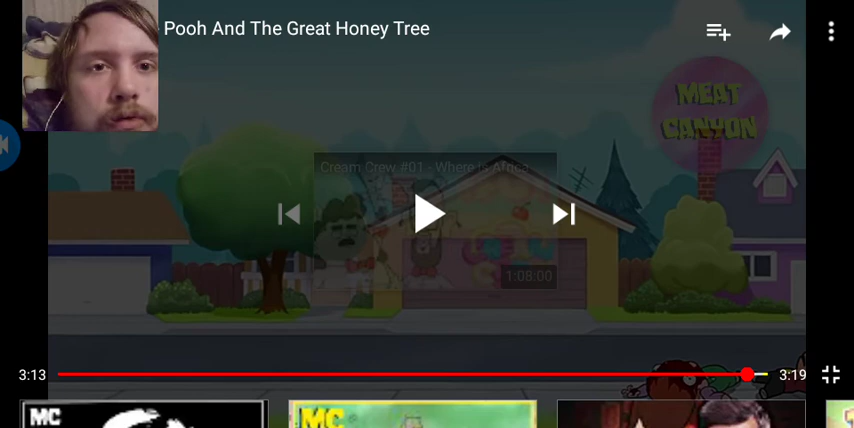 Pooh And The Great Honey Tree
MEAT
CANYON
Cream Crew #01 - Where is Africa
1:08:00
3:13
3:19
MC
MC